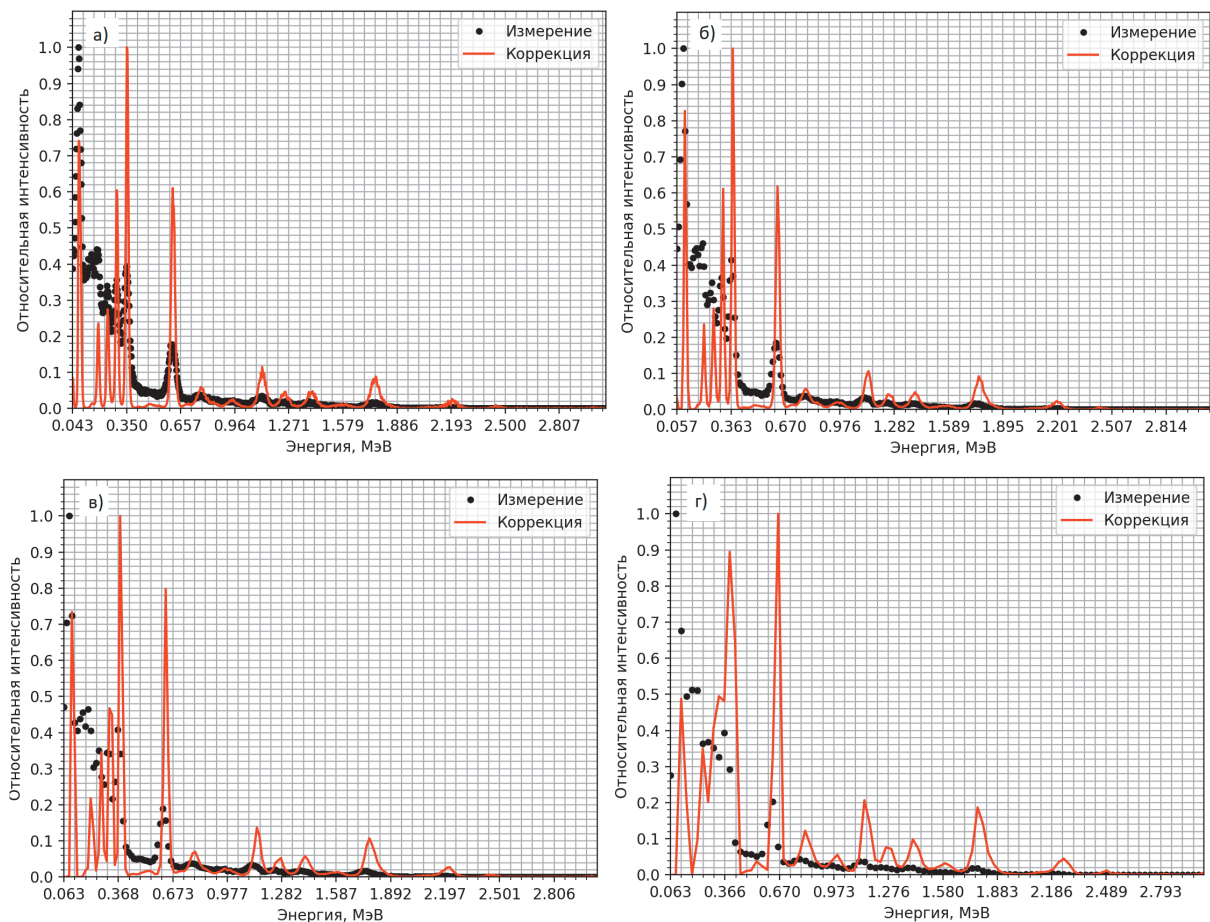 а)
Измерение
Коррекция
Относительная интенсивность
1.0
0.9
0.8
0.7
0.6
0.5
0.4
0.3
0.2
0.1
0.0
0.043 0.350 0.657 0.964 1.271 1.579 1.886 2.193 2.500 2.807
Энергия, МэВ
б)
Измерение
Коррекция
Относительная интенсивность
1.0
0.9
0.8
0.7
0.6
0.5
0.4
0.3
0.2
0.1
0.0
0.057 0.363 0.670 0.976 1.282 1.589 1.895 2.201 2.507 2.814
Энергия, МэВ
в)
Измерение
Коррекция
Относительная интенсивность
1.0
0.9
0.8
0.7
0.6
0.5
0.4
0.3
0.2
0.1
0.0
0.063 0.368 0.673 0.977 1.282 1.587 1.892 2.197 2.501 2.806
Энергия, МэВ
г)
Измерение
Коррекция
Относительная интенсивность
1.0
0.9
0.8
0.7
0.6
0.5
0.4
0.3
0.2
0.1
0.0
0.063 0.366 0.670 0.973 1.276 1.580 1.883 2.186 2.489 2.793
Энергия, МэВ